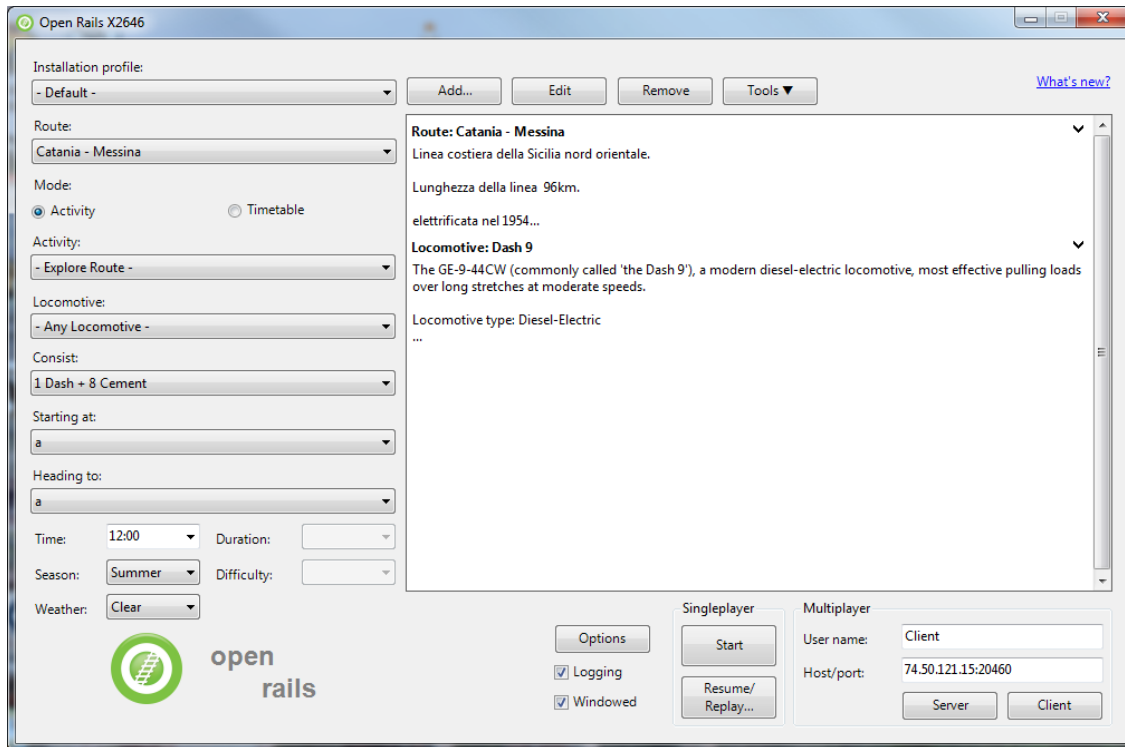 Open Rails X2646
Installation profile:
- Default -
Add...
Edit
Remove
Tools ▼
What's new?
Route:
Catania - Messina
Mode:
Activity
Timetable
Activity:
- Explore Route -
Locomotive:
- Any Locomotive -
Consist:
1 Dash + 8 Cement
Starting at:
a
Heading to:
a
Time:
12:00
Duration:
Season:
Summer
Difficulty:
Weather:
Clear
Route: Catania - Messina
Linea costiera della Sicilia nord orientale.
Lunghezza della linea 96km.
elettrificata nel 1954...
Locomotive: Dash 9
The GE-9-44CW (commonly called 'the Dash 9'), a modern diesel-electric locomotive, most effective pulling loads
over long stretches at moderate speeds.
Locomotive type: Diesel-Electric
...
open
rails
Options
Logging
Windowed
Singleplayer
Start
Resume/
Replay...
Multiplayer
User name:
Client
Host/port:
74.50.121.15:20460
Server
Client